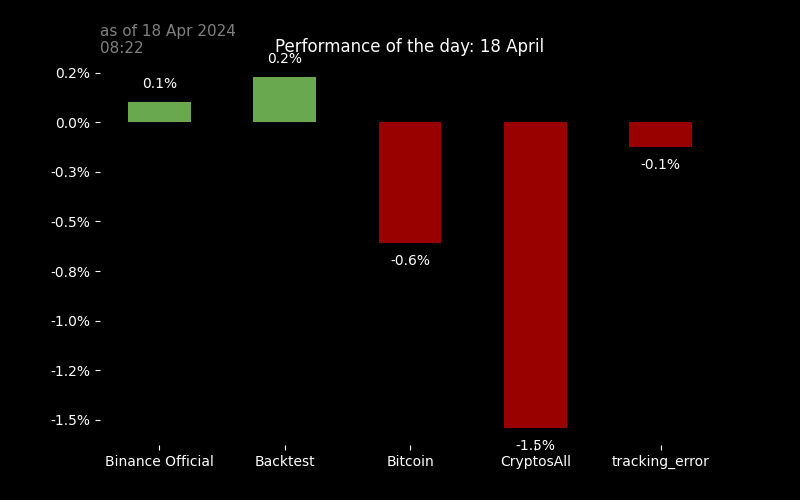 as of 18 Apr 2024
08:22
Performance of the day: 18 April
0.2%
0.0%
-0.3%
-0.5%
-0.8%
-1.0%
-1.2%
-1.5%
0.1%
0.2%
-0.6%
-1.5%
-0.1%
Binance Official
Backtest
Bitcoin
CryptosAll
tracking_error